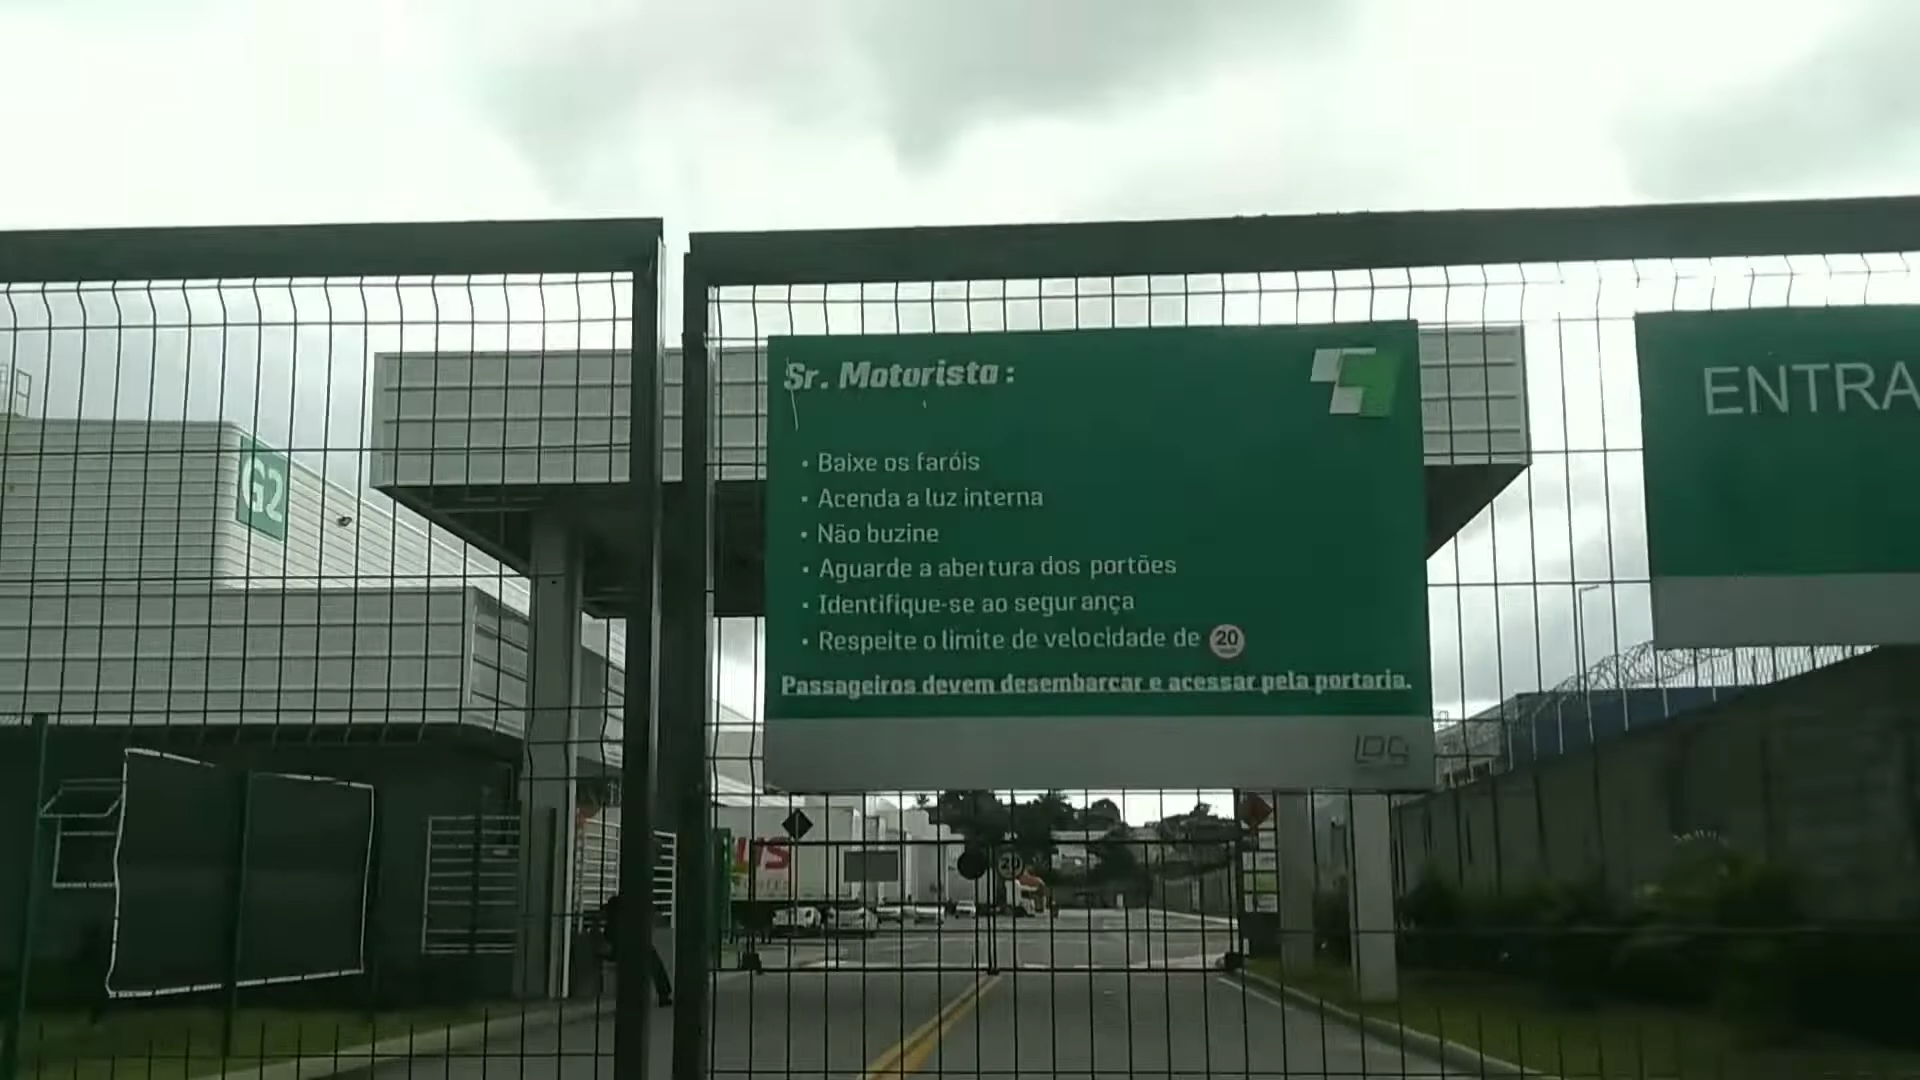 G2
Sr. Motorista:
• Baixe os faróis
• Acenda a luz interna
• Não buzine
• Aguarde a abertura dos portões
• Identifique-se ao segurança
• Respeite o limite de velocidade de 20
Passageiros devem desembarcar e acessar pela portaria.
LOG
ENTRA
20